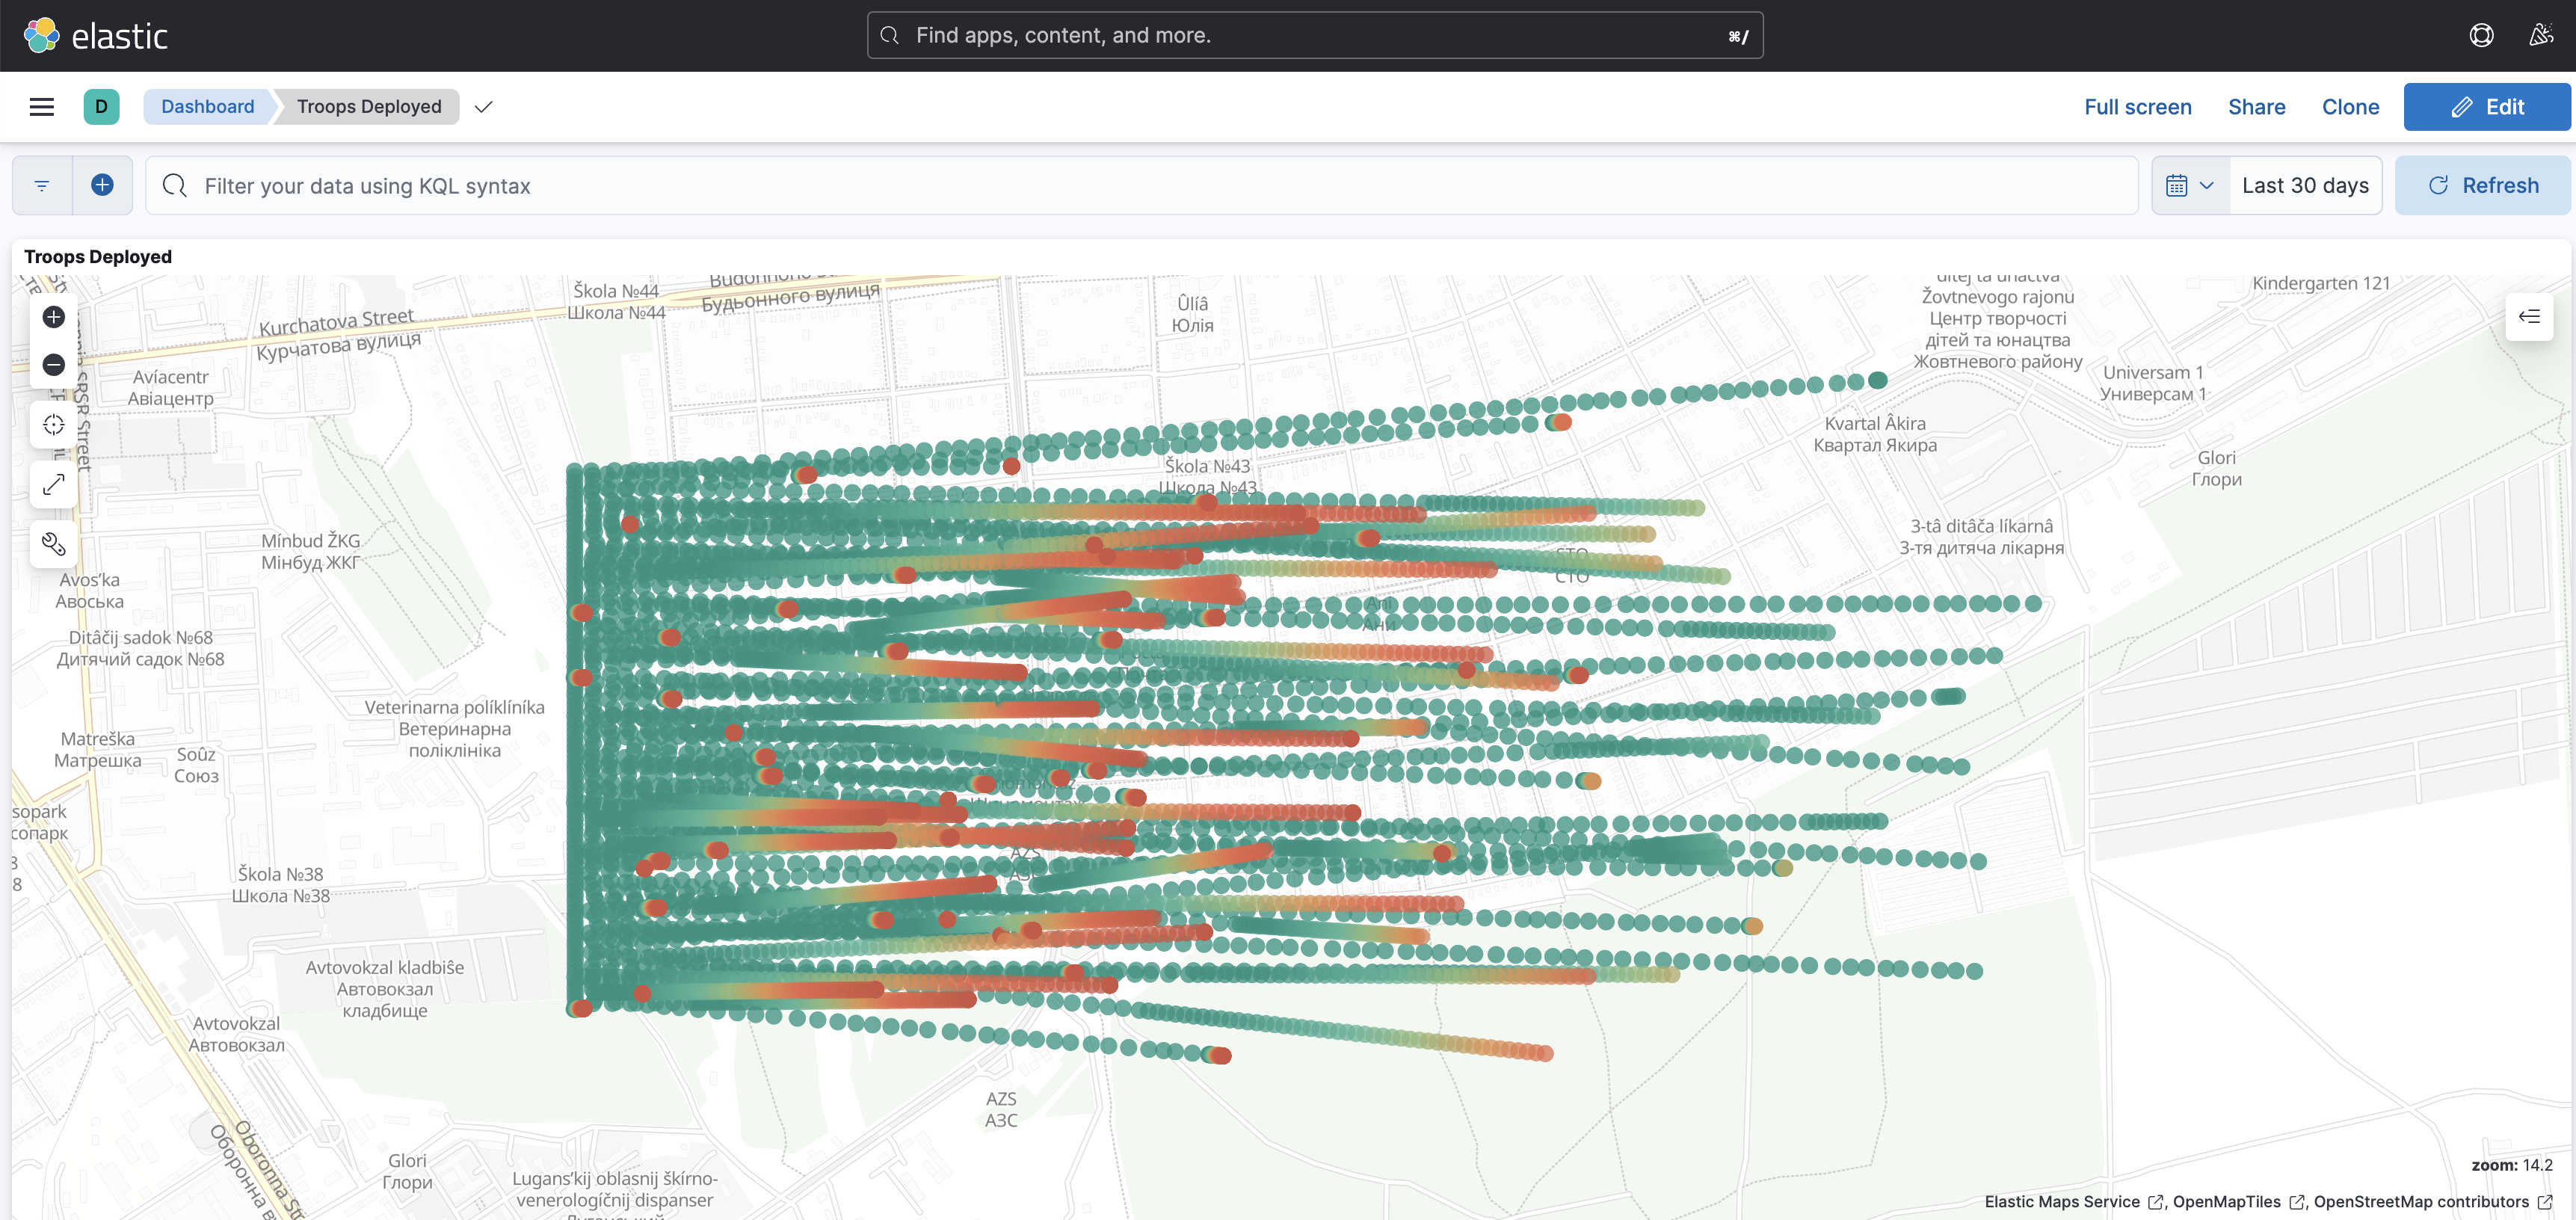 elastic
Find apps, content, and more.
⌘/
D
Dashboard
Troops Deployed
Full screen
Share
Clone
Edit
Filter your data using KQL syntax
Last 30 days
Refresh
Troops Deployed
Škola №44
Школа №44
Будьонного вулиця
Kurchatova Street
Курчатова вулиця
Ûlíâ
Юлія
Žovtnevogo rajonu
Центр творчості
дітей та юнацтва
Жовтневого району
Kindergarten 121
Universam 1
Универсам 1
Avíacentr
Авіацентр
Kvartal Âkira
Квартал Якира
Glori
Глори
Škola №43
Школа №43
3-tâ ditâča líkarnâ
3-тя дитяча лікарня
Mínbud ŽKG
Мінбуд ЖКГ
СТО
Avos’ka
Авоська
Ditâčij sadok №68
Дитячий садок №68
Ани
Veterinarna políklíníka
Ветеринарна
поліклініка
Matreška
Матрешка
Soûz
Союз
sopark
сопарк
8
Škola №38
Школа №38
AZS
Avtovokzal kladbiŝe
Автовокзал
кладбище
Avtovokzal
Автовокзал
Oboronna St
Оборонна в
AZS
АЗС
Glori
Глори
Lugans’kij oblasnij škírno-
venerologíčnij dispanser
zoom: 14.2
Elastic Maps Service , OpenMapTiles , OpenStreetMap contributors